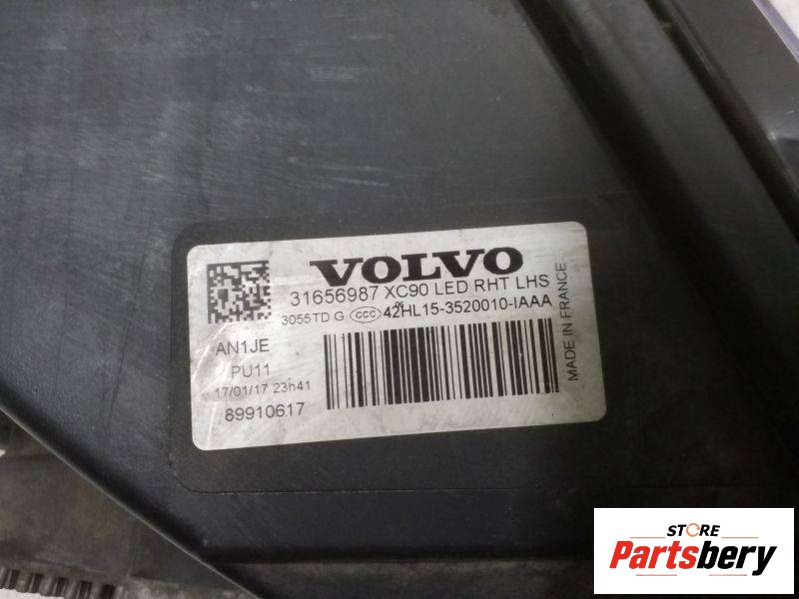 VOLVO
31656987 XC90 LED RHT LHS
3055TD G CCC 42HL15-3520010-IAAA
AN1JE
PU11
17/01/17 23h41
89910617
MADE IN FRANCE
STORE
Partsbery